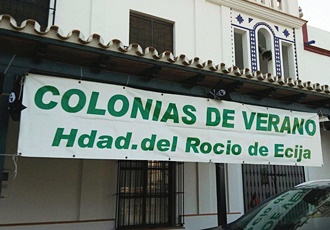 COLONIAS DE VERANO
Hdad.del Rocio de Ecija